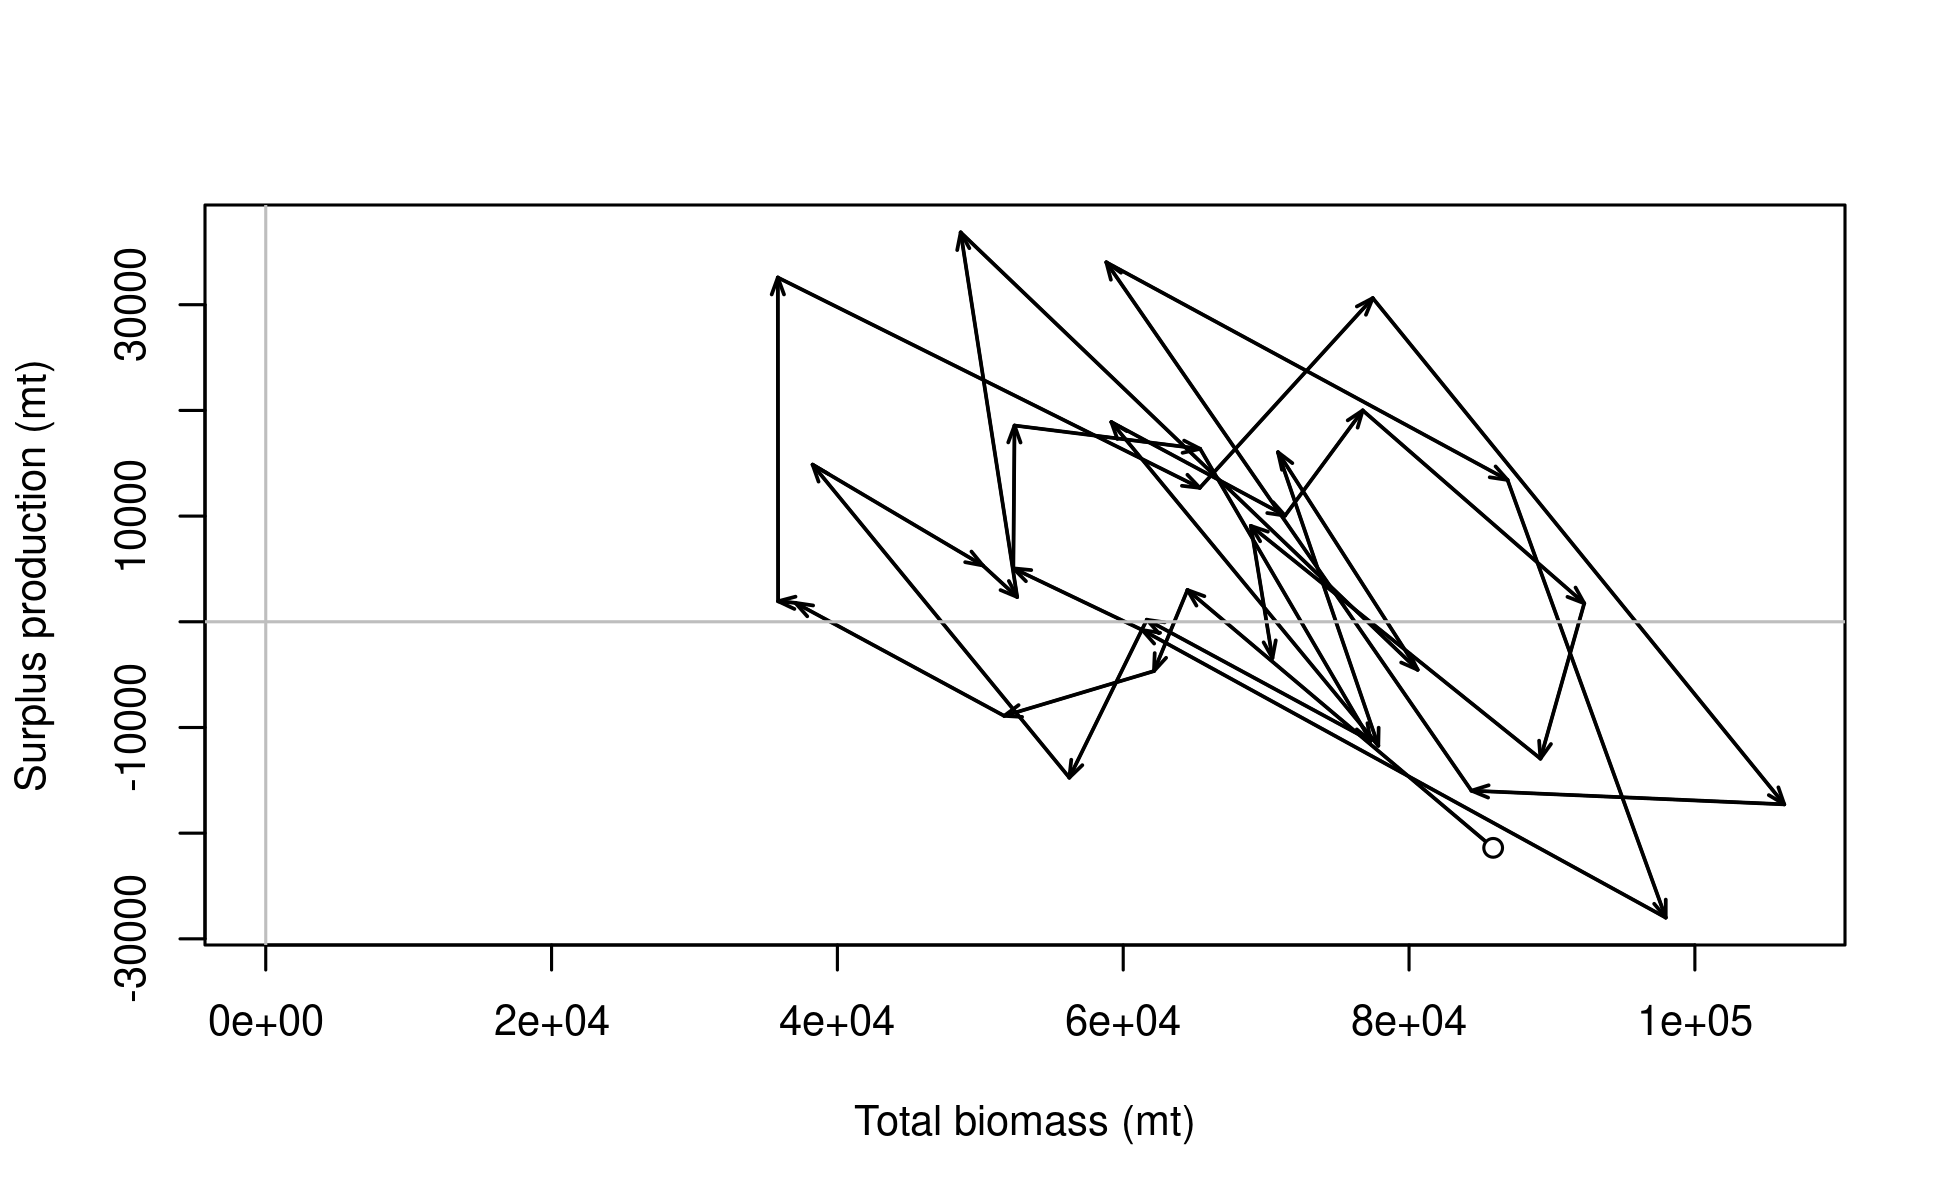 Surplus production (mt)
30000
10000
-10000
-30000
0e+00 2e+04 4e+04 6e+04 8e+04 1e+05
Total biomass (mt)